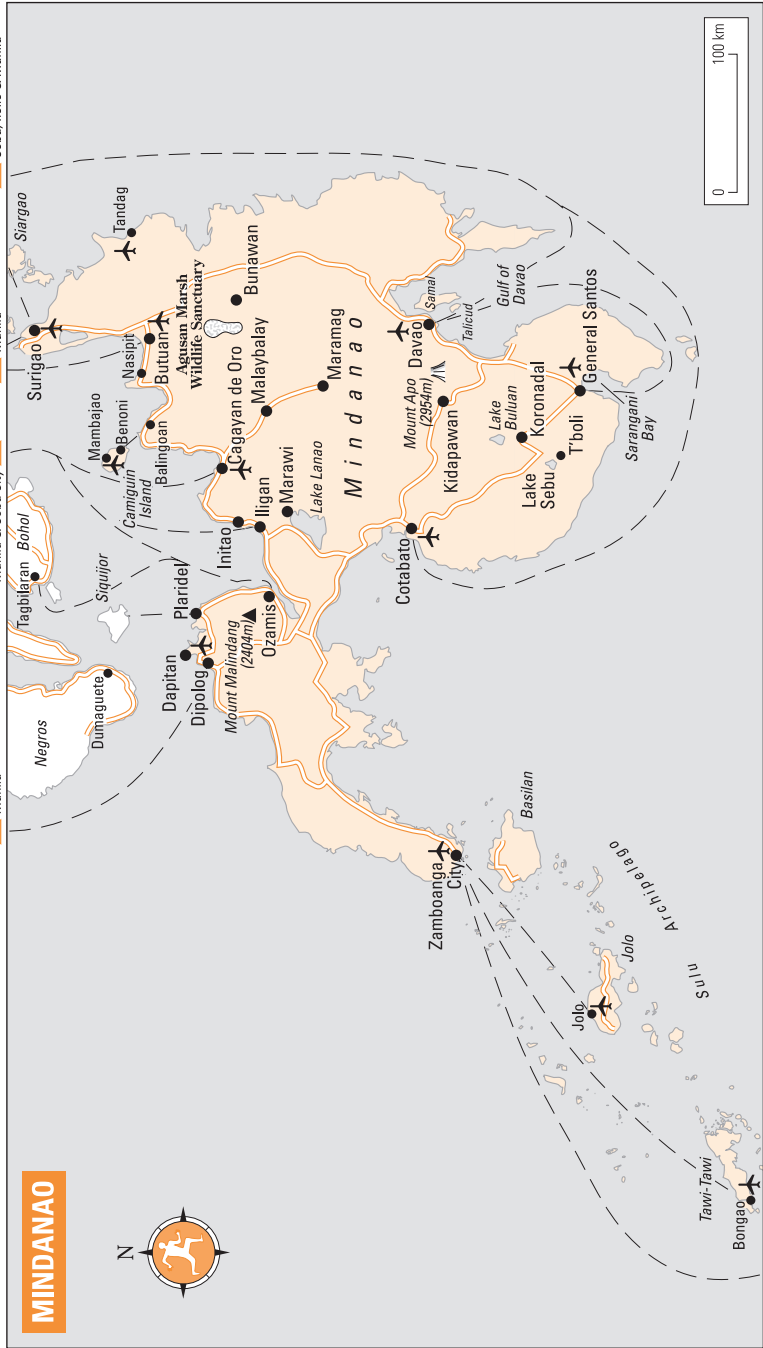 MINDANAO
N
Negros
Dumaguete
Tagbilaran
Bohol
Siquijor
Siargao
Surigao
Tandag
Mambajao
Benoni
Camiguin
Island
Balingoan
Nasipit
Butuan
Agusan Marsh
Wildlife Sanctuary
Bunawan
Dapitan
Dipolog
Plaridel
Mount Malindang
(2404m)
Ozamis
Initao
Iligan
Cagayan de Oro
Malaybalay
Marawi
Lake Lanao
Maramag
Mindanao
Cotabato
Kidapawan
Mount Apo
(2954m)
Davao
Samal
Talicud
Gulf of
Davao
Lake
Buluan
Koronadal
Lake
Sebu
T'boli
General Santos
Sarangani
Bay
Zamboanga
City
Basilan
Jolo
Jolo
Sulu Archipelago
Tawi-Tawi
Bongao
0
100 km